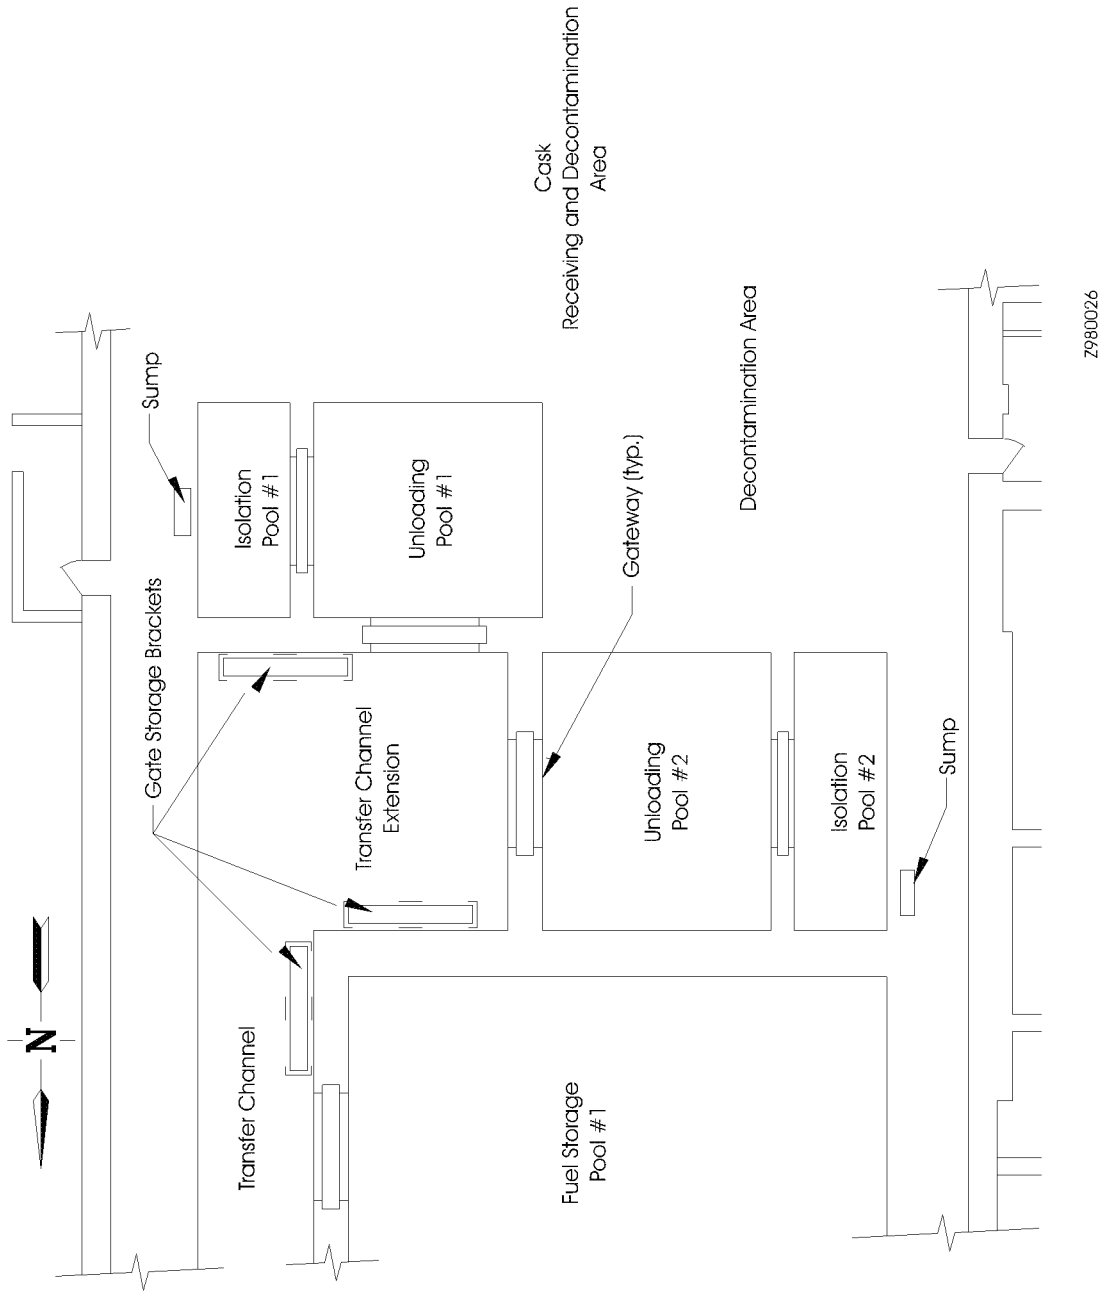 Cask
Receiving and Decontamination
Area
Decontamination Area
Z980026
Sump
Isolation
Pool #1
Unloading
Pool #1
Gateway (typ.)
Gate Storage Brackets
Transfer Channel
Extension
Unloading
Pool #2
Isolation
Pool #2
Sump
N
Transfer Channel
Fuel Storage
Pool #1